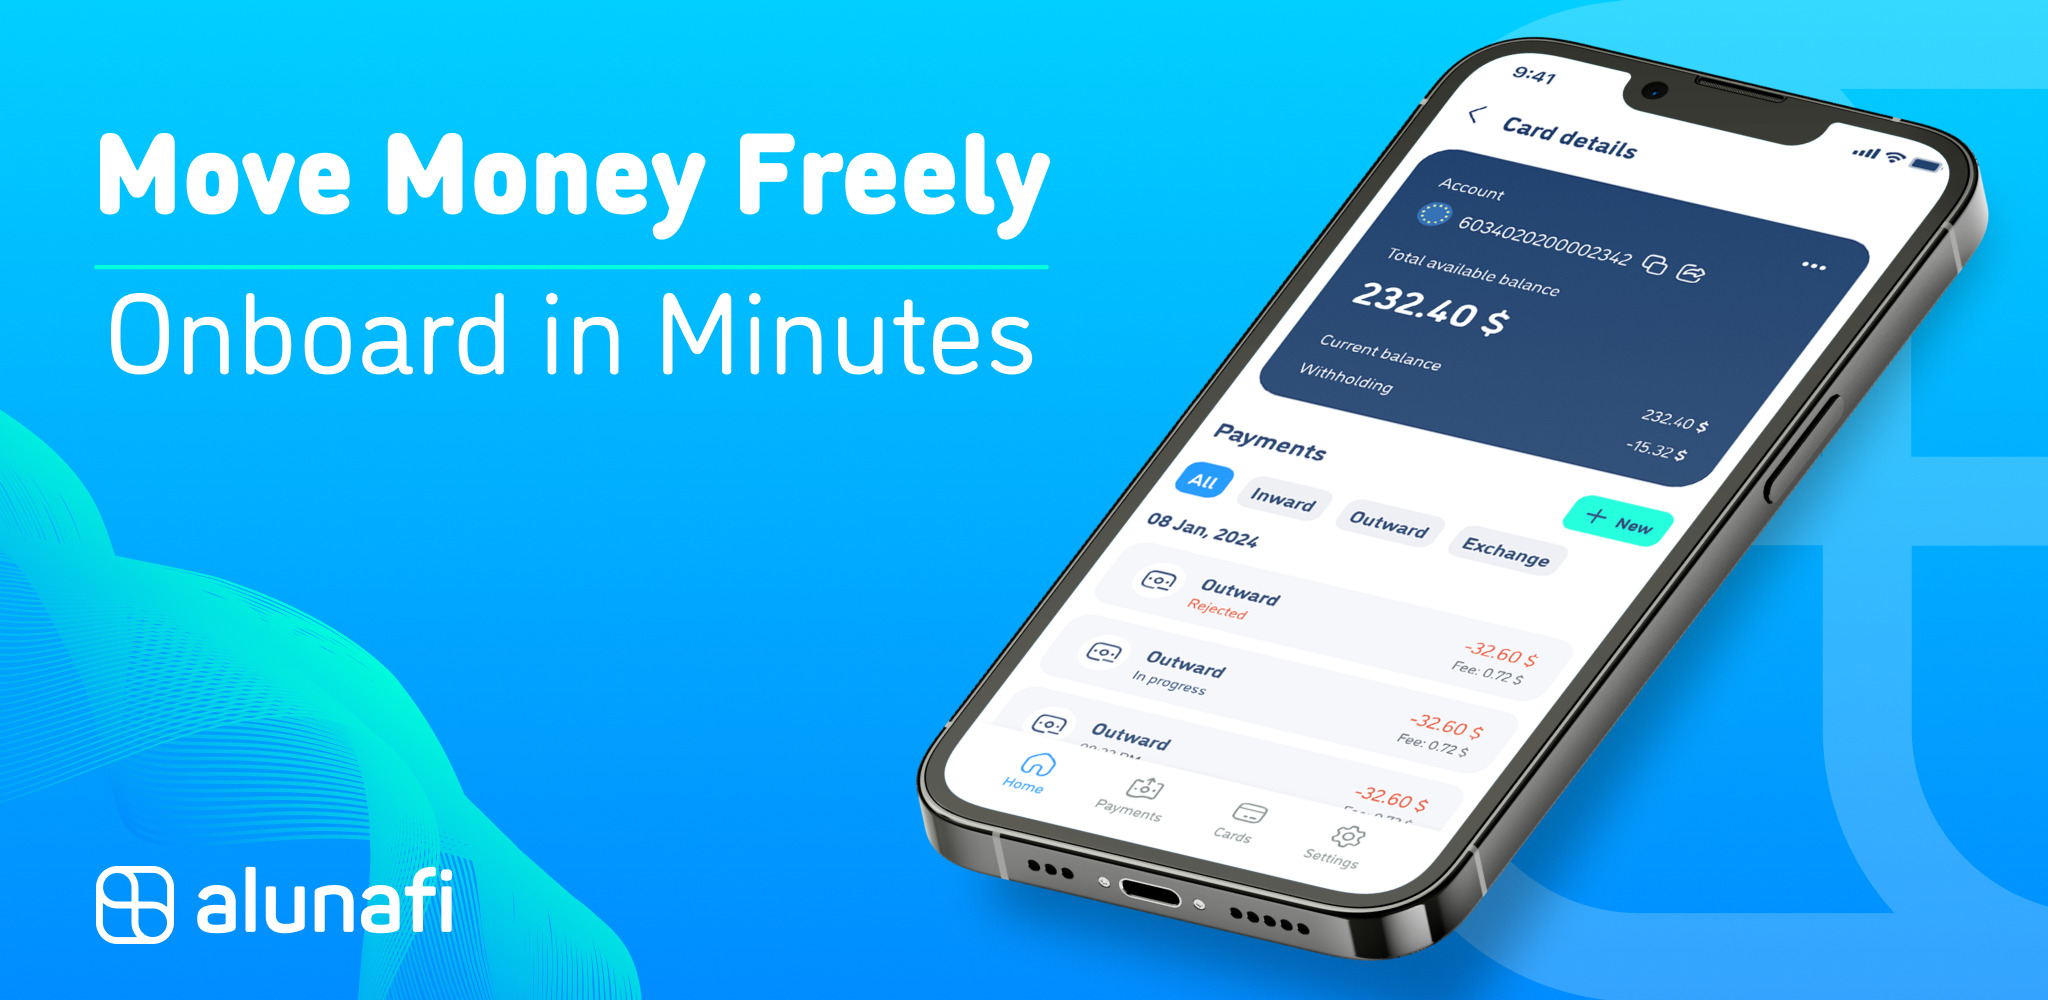 Move Money Freely
Onboard in Minutes
alunafi
9:41
Card details
Account
6034020200002342
Total available balance
232.40 $
Current balance
232.40 $
Withholding
-15.32 $
Payments
+ New
All
Inward
Outward
Exchange
08 Jan, 2024
Outward
Rejected
-32.60 $
Fee: 0.72 $
Outward
In progress
-32.60 $
Fee: 0.72 $
Outward
-32.60 $
Home
Payments
Cards
Settings